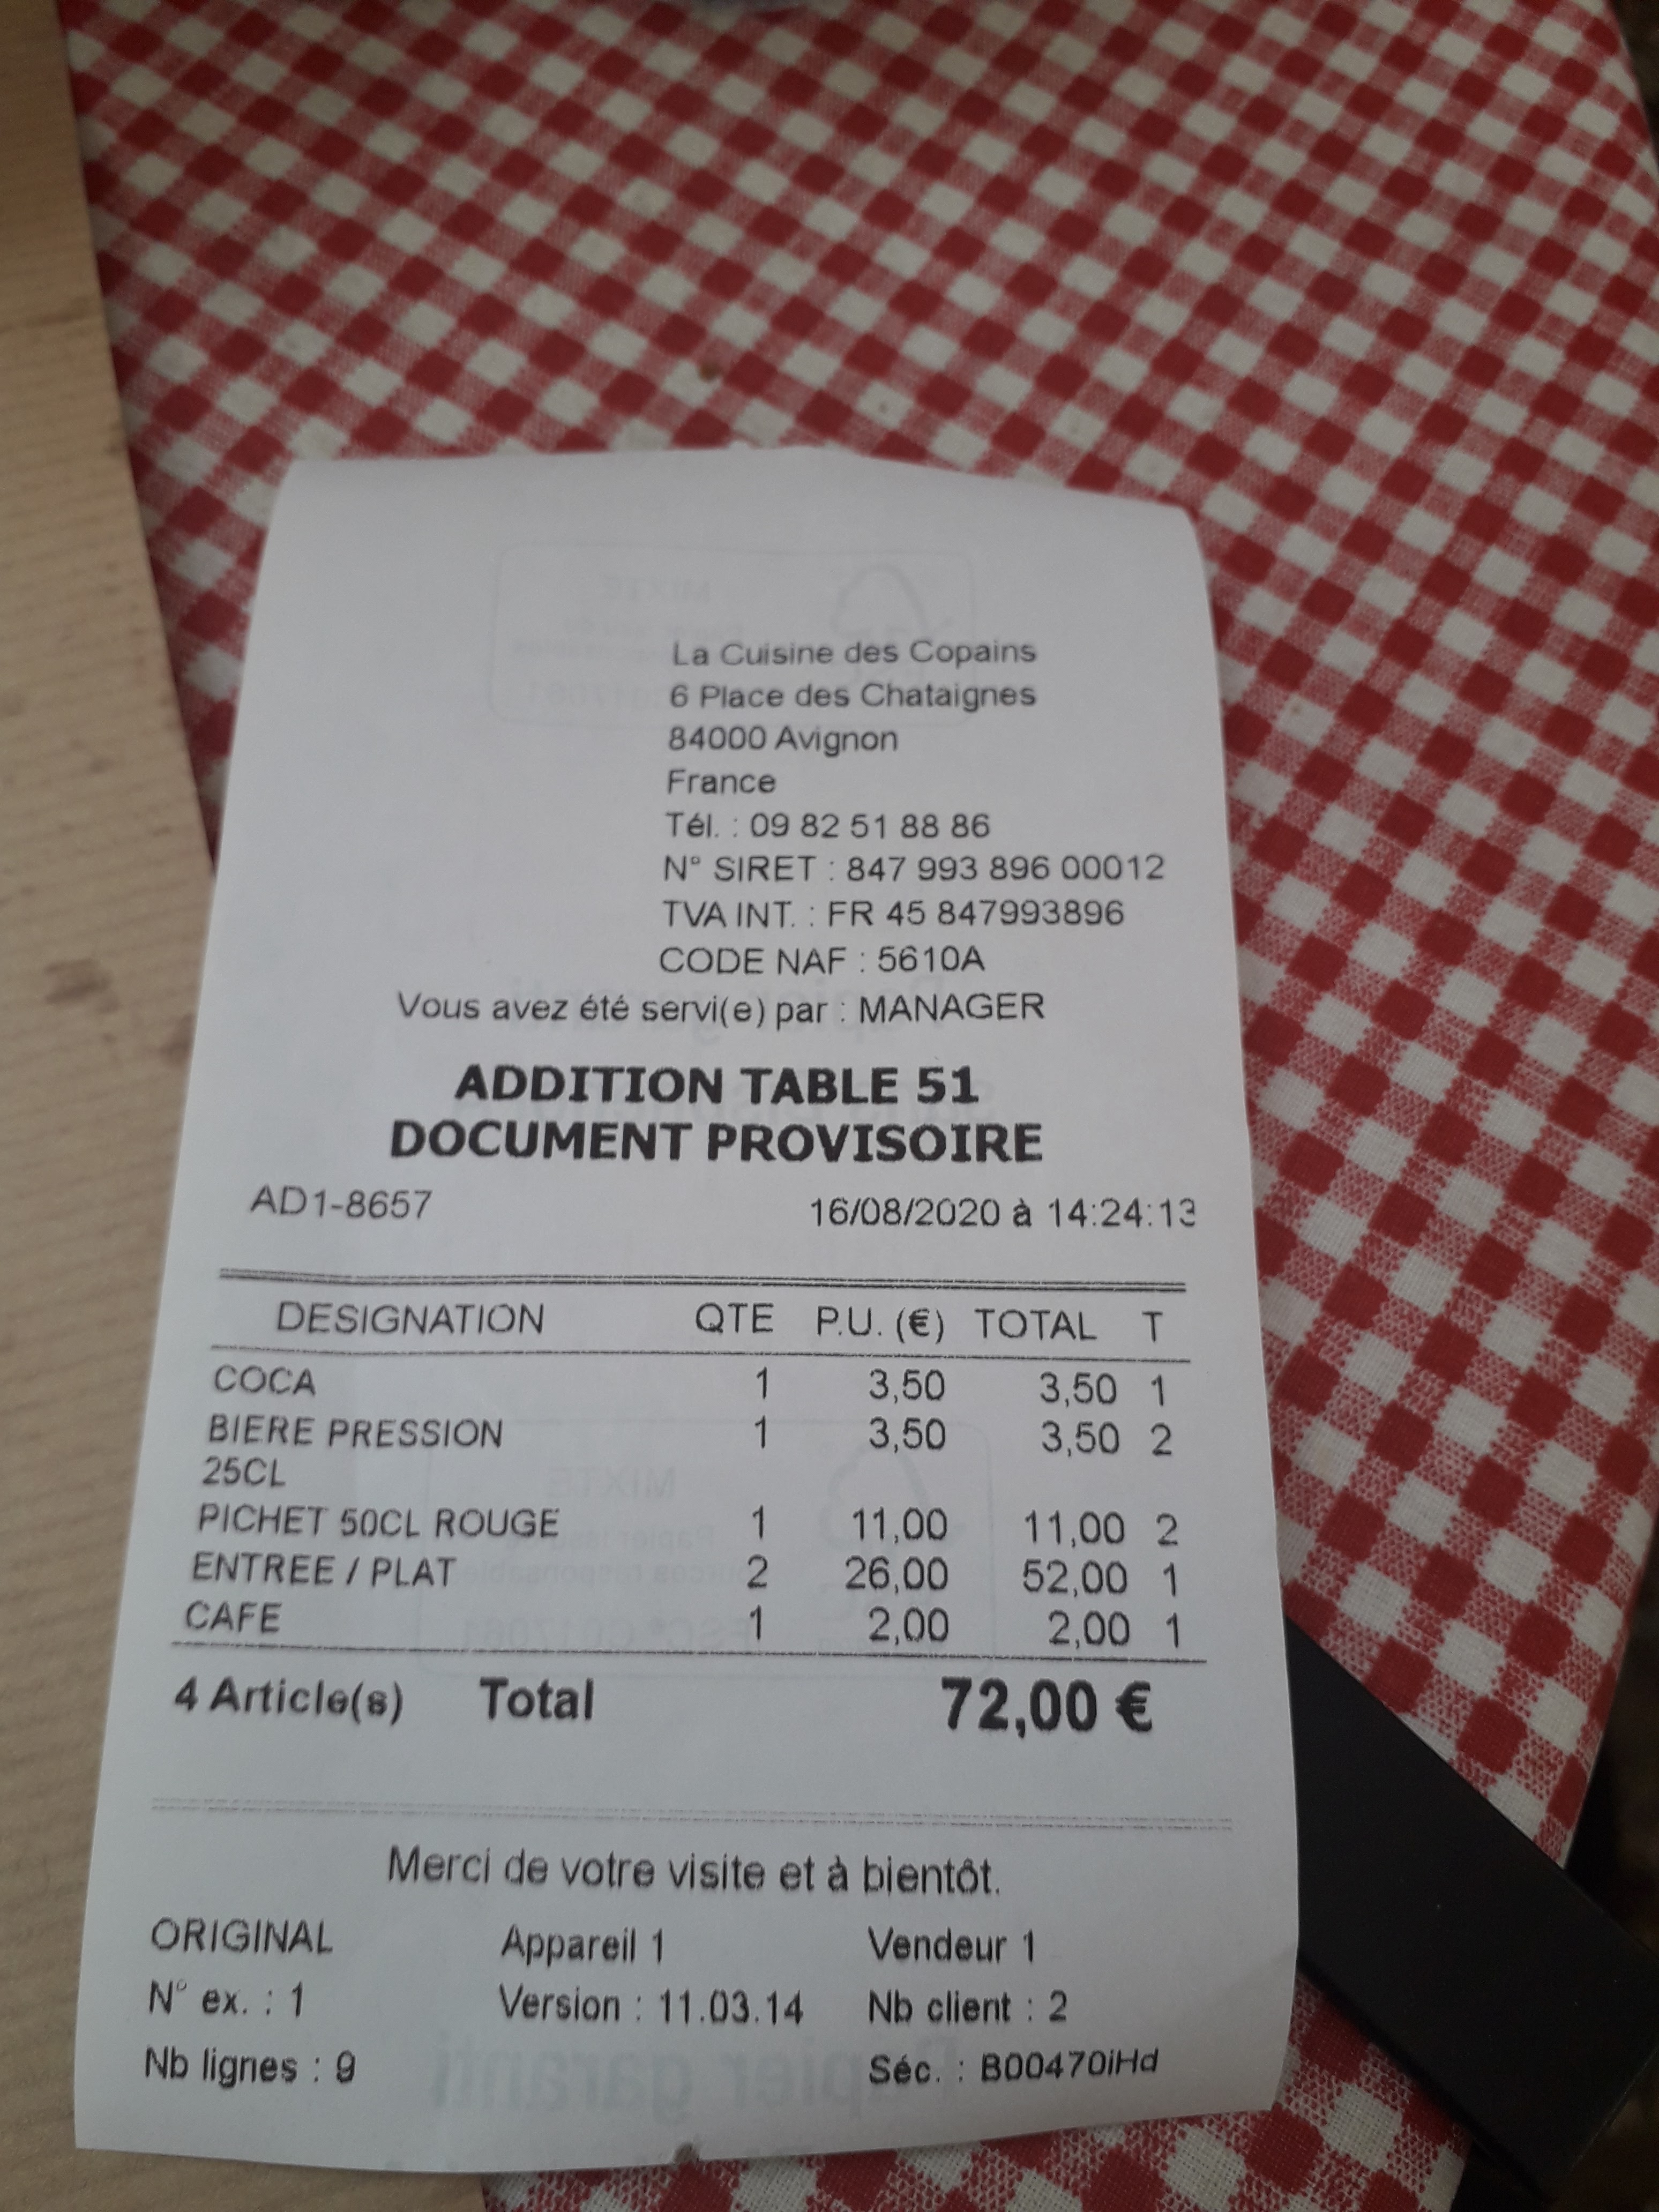 La Cuisine des Copains
6 Place des Chataignes
84000 Avignon
France
Tél. : 09 82 51 88 86
N° SIRET : 847 993 896 00012
TVA INT. : FR 45 847993896
CODE NAF : 5610A
Vous avez été servi(e) par : MANAGER
ADDITION TABLE 51
DOCUMENT PROVISOIRE
AD1-8657 16/08/2020 à 14:24:13
DESIGNATION QTE P.U. (€) TOTAL T
COCA 1 3,50 3,50 1
BIERE PRESSION 1 3,50 3,50 2
25CL
PICHET 50CL ROUGE 1 11,00 11,00 2
ENTREE / PLAT 2 26,00 52,00 1
CAFE 1 2,00 2,00 1
4 Article(s) Total 72,00 €
Merci de votre visite et à bientôt.
ORIGINAL Appareil 1 Vendeur 1
N° ex. : 1 Version : 11.03.14 Nb client : 2
Nb lignes : 9 Séc. : B00470iHd